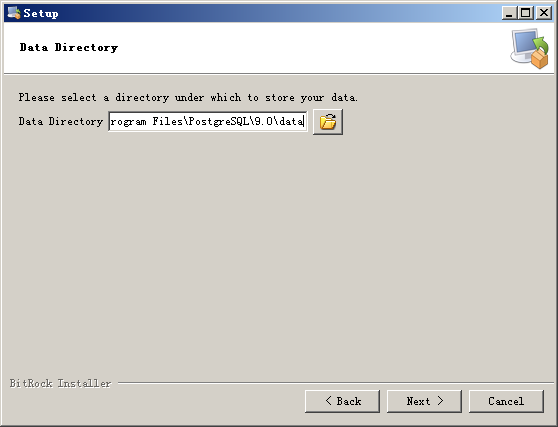 Setup
Data Directory
Please select a directory under which to store your data.
Data Directory rogram Files\PostgreSQL\9.0\data
BitRock Installer
< Back Next > Cancel